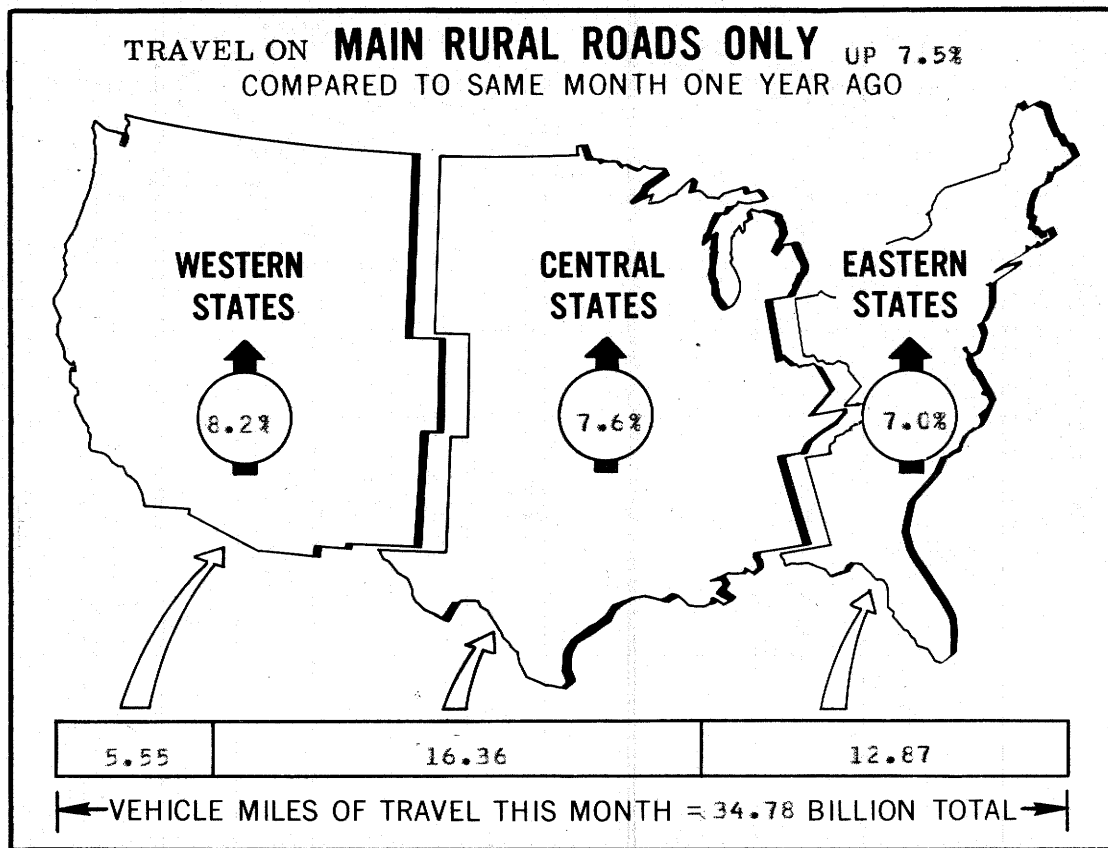 TRAVEL ON MAIN RURAL ROADS ONLY UP 7.5%
COMPARED TO SAME MONTH ONE YEAR AGO
WESTERN
STATES
8.2%
CENTRAL
STATES
7.6%
EASTERN
STATES
7.0%
5.55 16.36 12.87
VEHICLE MILES OF TRAVEL THIS MONTH = 34.78 BILLION TOTAL